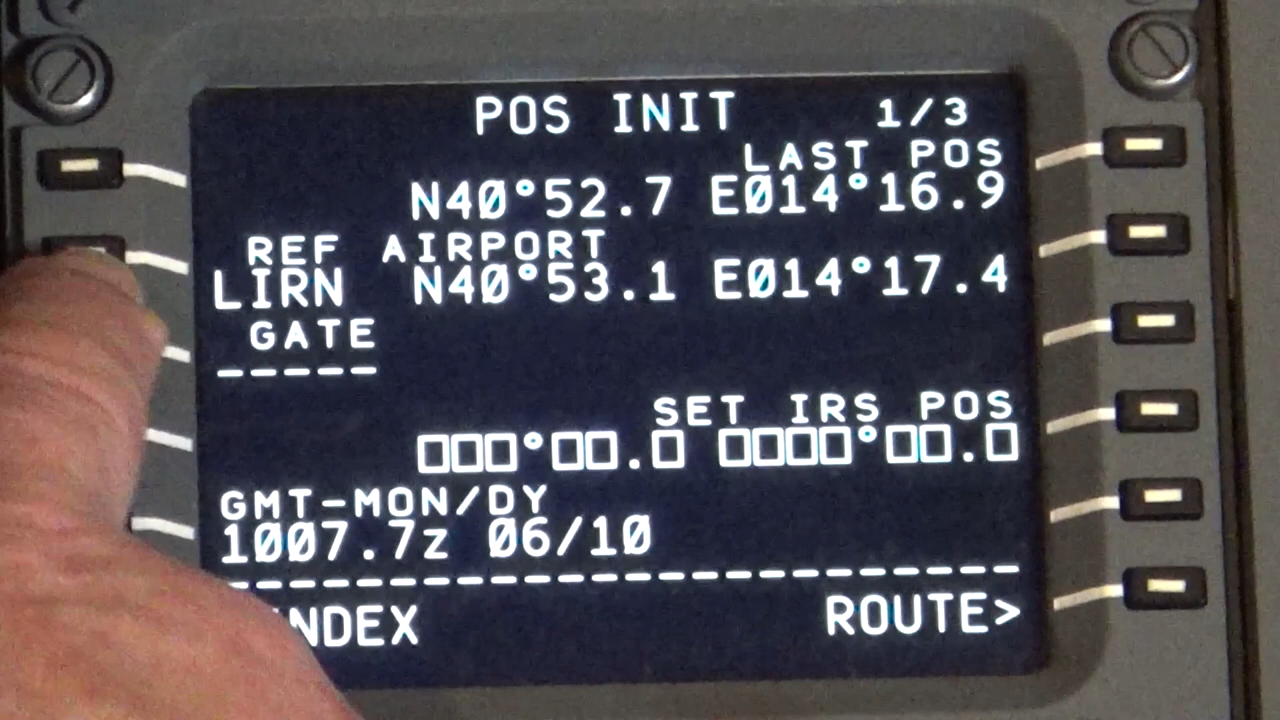 POS INIT 1/3
LAST POS
N40°52.7 E014°16.9
REF AIRPORT
LIRN N40°53.1 E014°17.4
GATE
-----
SET IRS POS
□□□°□□.□ □□□□°□□.□
GMT-MON/DY
1007.7z 06/10
------------------------
NDEX ROUTE>